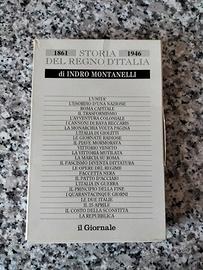 1861 STORIA 1946
DEL REGNO D'ITALIA
di INDRO MONTANELLI
L'UNITA'
L'ESORDIO D'UNA NAZIONE
ROMA CAPITALE
IL TRASFORMISMO
L'AVVENTURA COLONIALE
I CANNONI DI BAVA BECCARIS
LA MONARCHIA VOLTA PAGINA
L'ITALIA DI GIOLITTI
LE GIORNATE RADIOSE
IL PIAVE MORMORAVA
VITTORIO VENETO
LA VITTORIA MUTILATA
LA MARCIA SU ROMA
IL FASCISMO DIVENTA DITTATURA
LE OPERE DEL REGIME
FACCETTA NERA
IL PATTO D'ACCIAIO
L'ITALIA IN GUERRA
IL PRINCIPIO DELLA FINE
I QUARANTACINQUE GIORNI
LE DUE ITALIE
IL 25 APRILE
IL COSTO DELLA SCONFITTA
LA REPUBBLICA
il Giornale